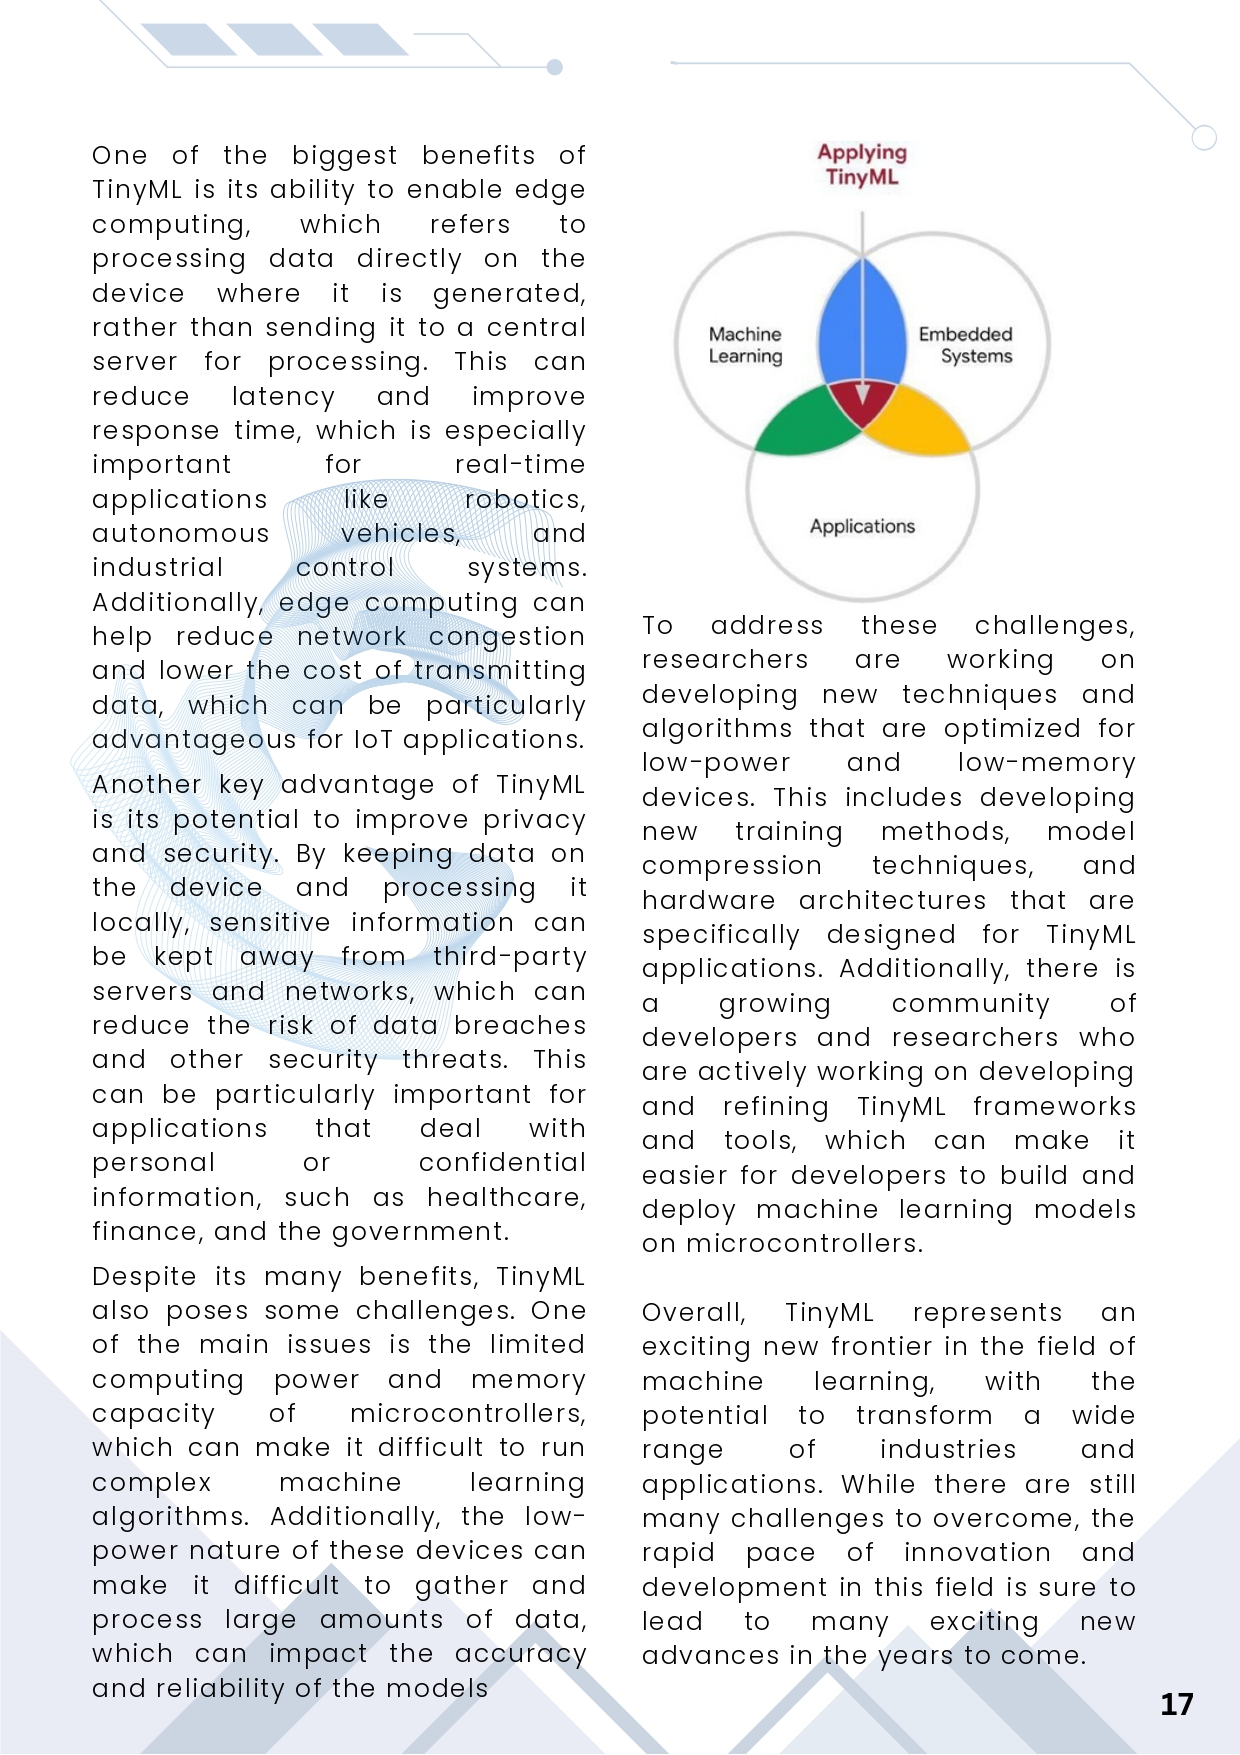 One of the biggest benefits of
TinyML is its ability to enable edge
computing, which refers to
processing data directly on the
device where it is generated,
rather than sending it to a central
server for processing. This can
reduce latency and improve
response time, which is especially
important for real-time
applications like robotics,
autonomous vehicles, and
industrial control systems.
Additionally, edge computing can
help reduce network congestion
and lower the cost of transmitting
data, which can be particularly
advantageous for IoT applications.
Another key advantage of TinyML
is its potential to improve privacy
and security. By keeping data on
the device and processing it
locally, sensitive information can
be kept away from third-party
servers and networks, which can
reduce the risk of data breaches
and other security threats. This
can be particularly important for
applications that deal with
personal or confidential
information, such as healthcare,
finance, and the government.
Despite its many benefits, TinyML
also poses some challenges. One
of the main issues is the limited
computing power and memory
capacity of microcontrollers,
which can make it difficult to run
complex machine learning
algorithms. Additionally, the low-
power nature of these devices can
make it difficult to gather and
process large amounts of data,
which can impact the accuracy
and reliability of the models
Applying
TinyML
Machine
Learning
Embedded
Systems
Applications
To address these challenges,
researchers are working on
developing new techniques and
algorithms that are optimized for
low-power and low-memory
devices. This includes developing
new training methods, model
compression techniques, and
hardware architectures that are
specifically designed for TinyML
applications. Additionally, there is
a growing community of
developers and researchers who
are actively working on developing
and refining TinyML frameworks
and tools, which can make it
easier for developers to build and
deploy machine learning models
on microcontrollers.
Overall, TinyML represents an
exciting new frontier in the field of
machine learning, with the
potential to transform a wide
range of industries and
applications. While there are still
many challenges to overcome, the
rapid pace of innovation and
development in this field is sure to
lead to many exciting new
advances in the years to come.
17